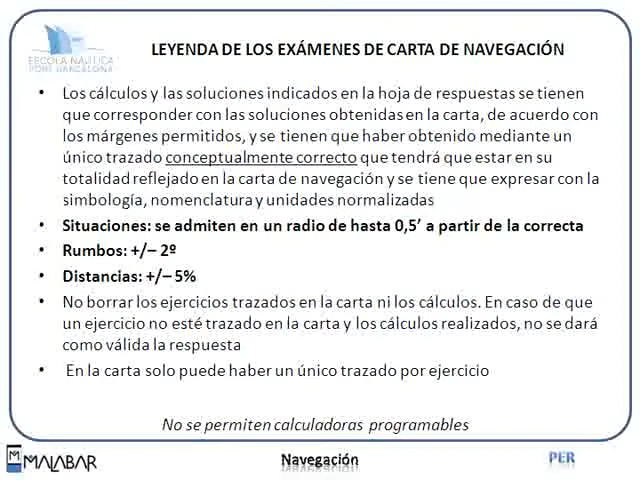 ESCOLA NÀUTICA
PORT BARCELONA
LEYENDA DE LOS EXÁMENES DE CARTA DE NAVEGACIÓN
• Los cálculos y las soluciones indicados en la hoja de respuestas se tienen
que corresponder con las soluciones obtenidas en la carta, de acuerdo con
los márgenes permitidos, y se tienen que haber obtenido mediante un
único trazado conceptualmente correcto que tendrá que estar en su
totalidad reflejado en la carta de navegación y se tiene que expresar con la
simbología, nomenclatura y unidades normalizadas
• Situaciones: se admiten en un radio de hasta 0,5’ a partir de la correcta
• Rumbos: +/– 2º
• Distancias: +/– 5%
• No borrar los ejercicios trazados en la carta ni los cálculos. En caso de que
un ejercicio no esté trazado en la carta y los cálculos realizados, no se dará
como válida la respuesta
• En la carta solo puede haber un único trazado por ejercicio
No se permiten calculadoras programables
M MALABAR
Navegación
PER